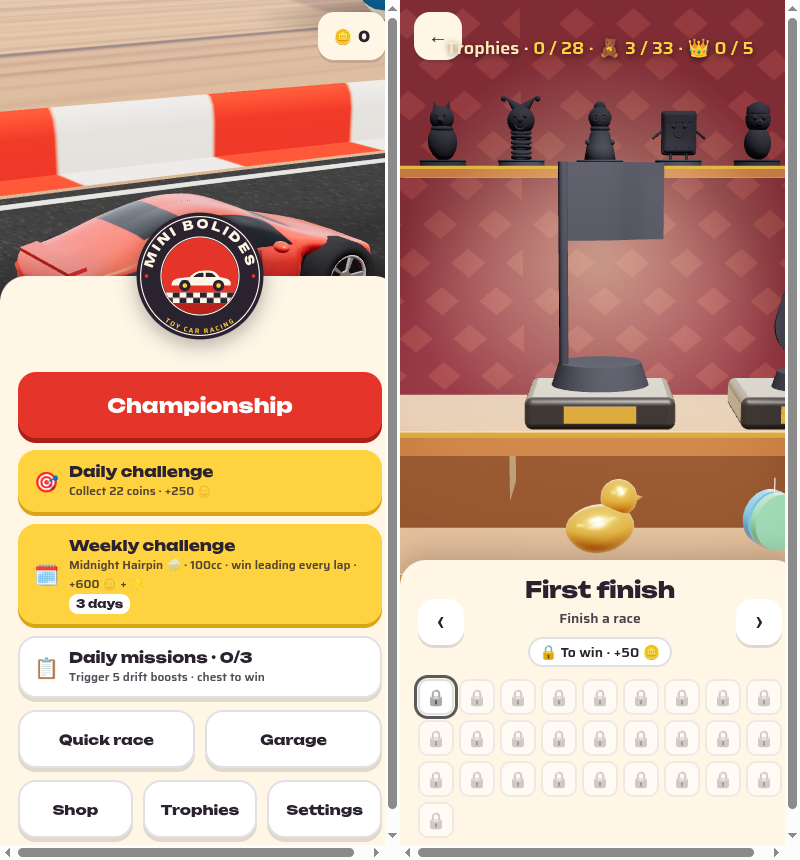 0
MINI BOLIDES
TOY CAR RACING
Championship
Daily challenge
Collect 22 coins · +250
Weekly challenge
Midnight Hairpin · 100cc · win leading every lap ·
+600 +
3 days
Daily missions · 0/3
Trigger 5 drift boosts · chest to win
Quick race
Garage
Shop
Trophies
Settings
←
Trophies · 0 / 28 · 3 / 33 · 0 / 5
First finish
Finish a race
‹
›
To win · +50